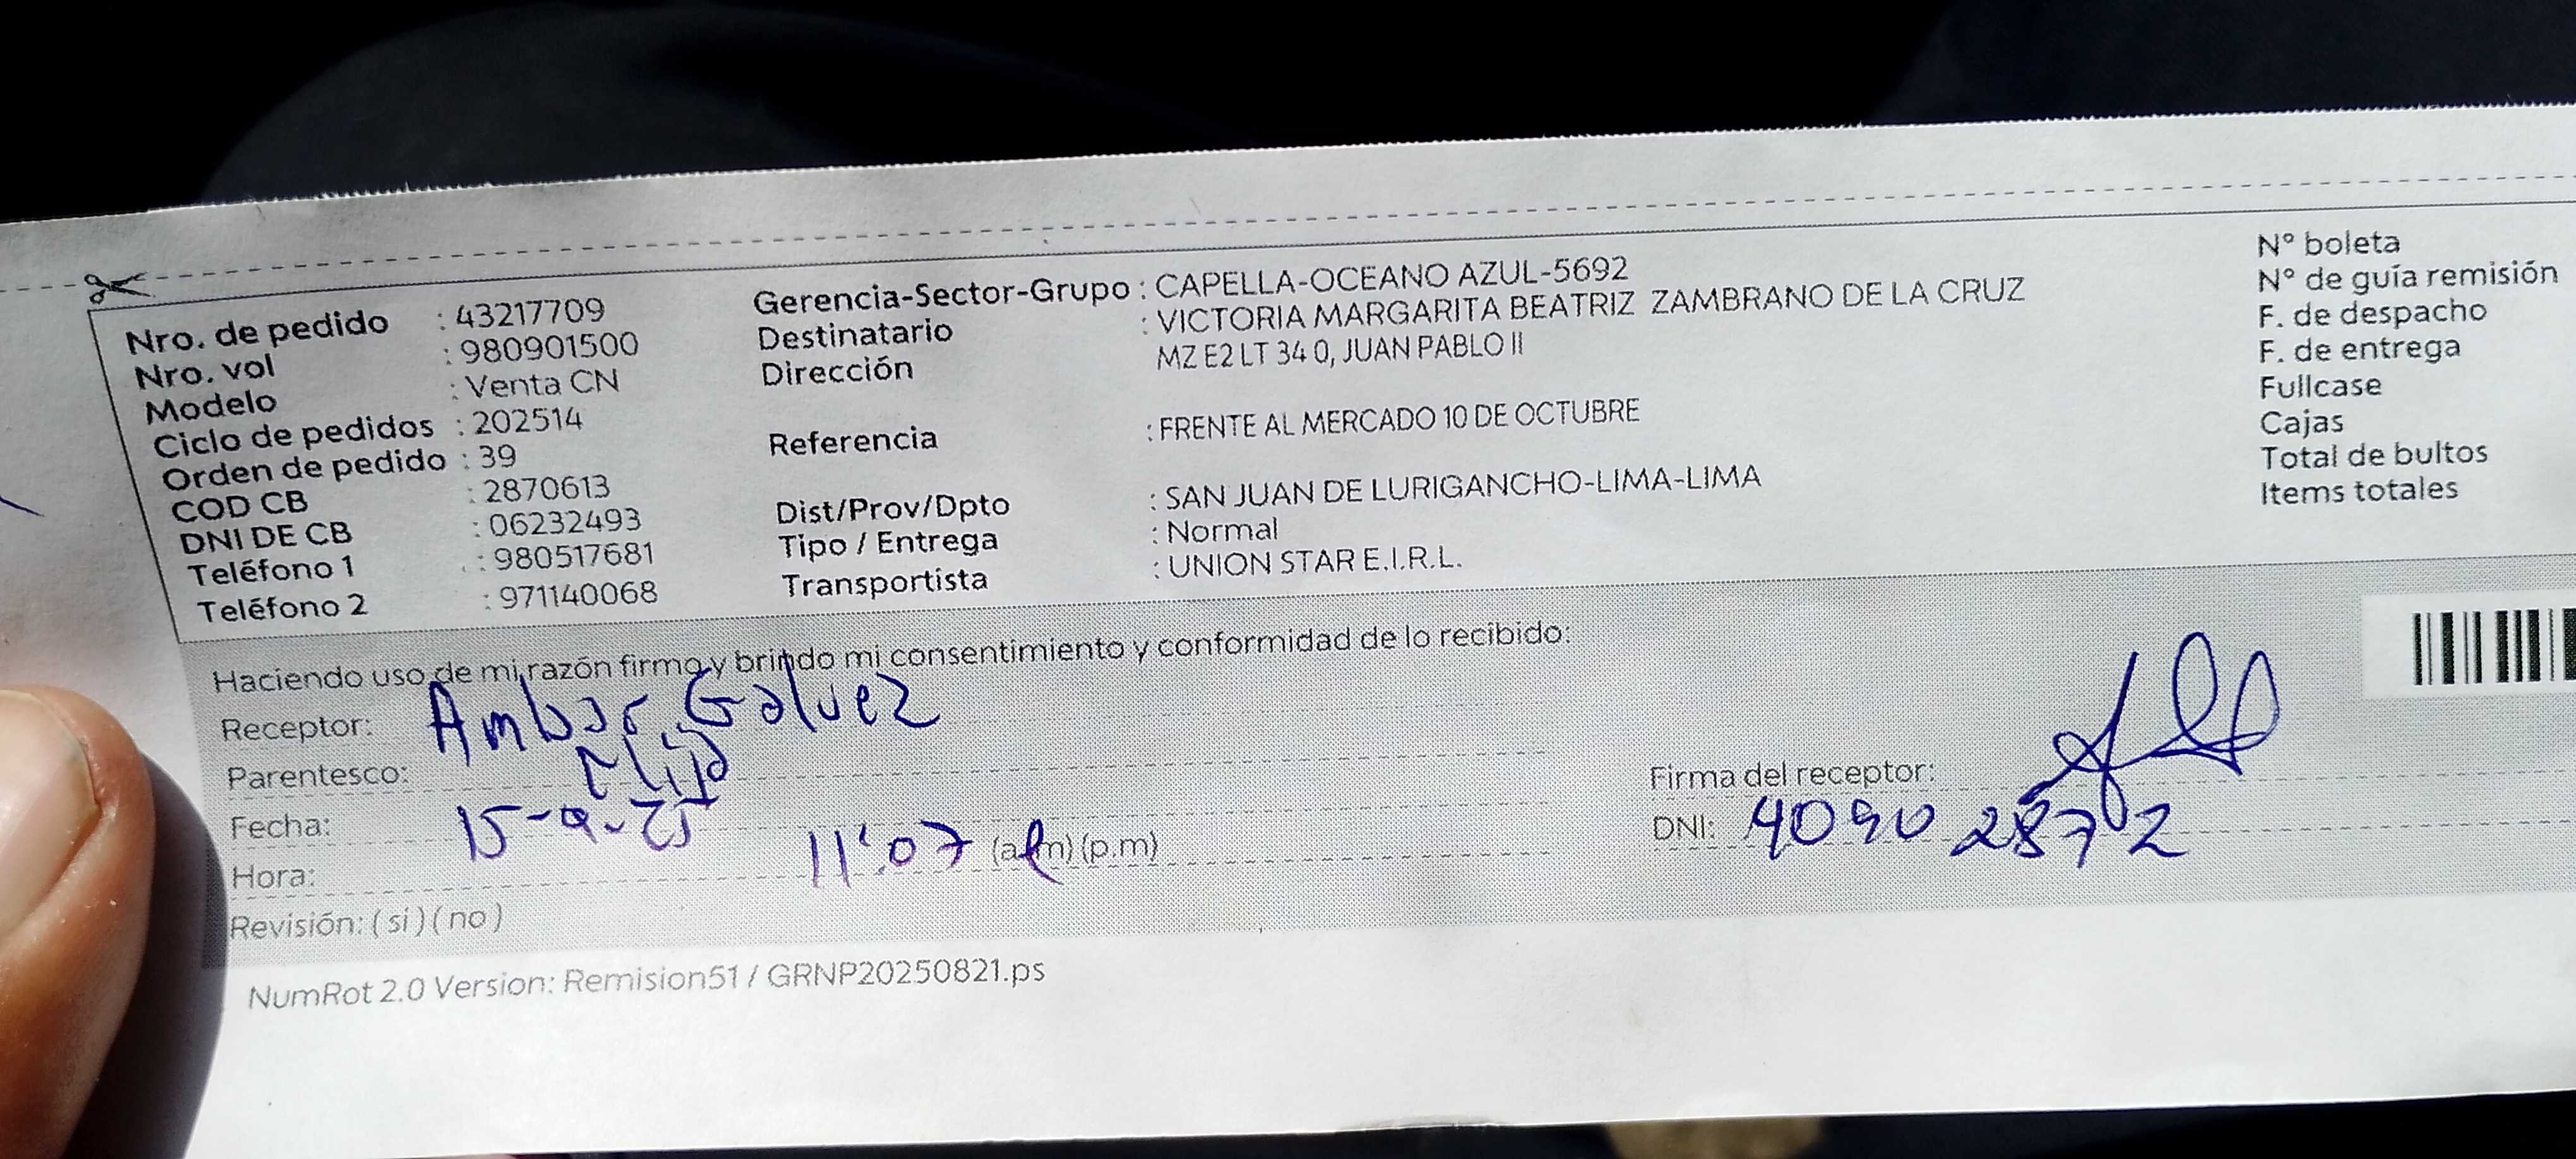 Nro. de pedido : 43217709
Nro. vol : 980901500
Modelo : Venta CN
Ciclo de pedidos : 202514
Orden de pedido : 39
COD CB : 2870613
DNI DE CB : 06232493
Teléfono 1 : 980517681
Teléfono 2 : 971140068
Gerencia-Sector-Grupo : CAPELLA-OCEANO AZUL-5692
Destinatario : VICTORIA MARGARITA BEATRIZ ZAMBRANO DE LA CRUZ
Dirección MZ E2 LT 34 0, JUAN PABLO II
Referencia : FRENTE AL MERCADO 10 DE OCTUBRE
Dist/Prov/Dpto : SAN JUAN DE LURIGANCHO-LIMA-LIMA
Tipo / Entrega : Normal
Transportista : UNION STAR E.I.R.L.
N° boleta
N° de guía remisión
F. de despacho
F. de entrega
Fullcase
Cajas
Total de bultos
Items totales
Haciendo uso de mi razón firmo y brindo mi consentimiento y conformidad de lo recibido:
Receptor: Ambar Galvez
Parentesco: Hija
Fecha: 15-9-25
Hora: 11:07 (a.m) (p.m)
Revisión: ( si ) ( no )
Firma del receptor:
DNI: 40902872
NumRot 2.0 Version: Remision51 / GRNP20250821.ps